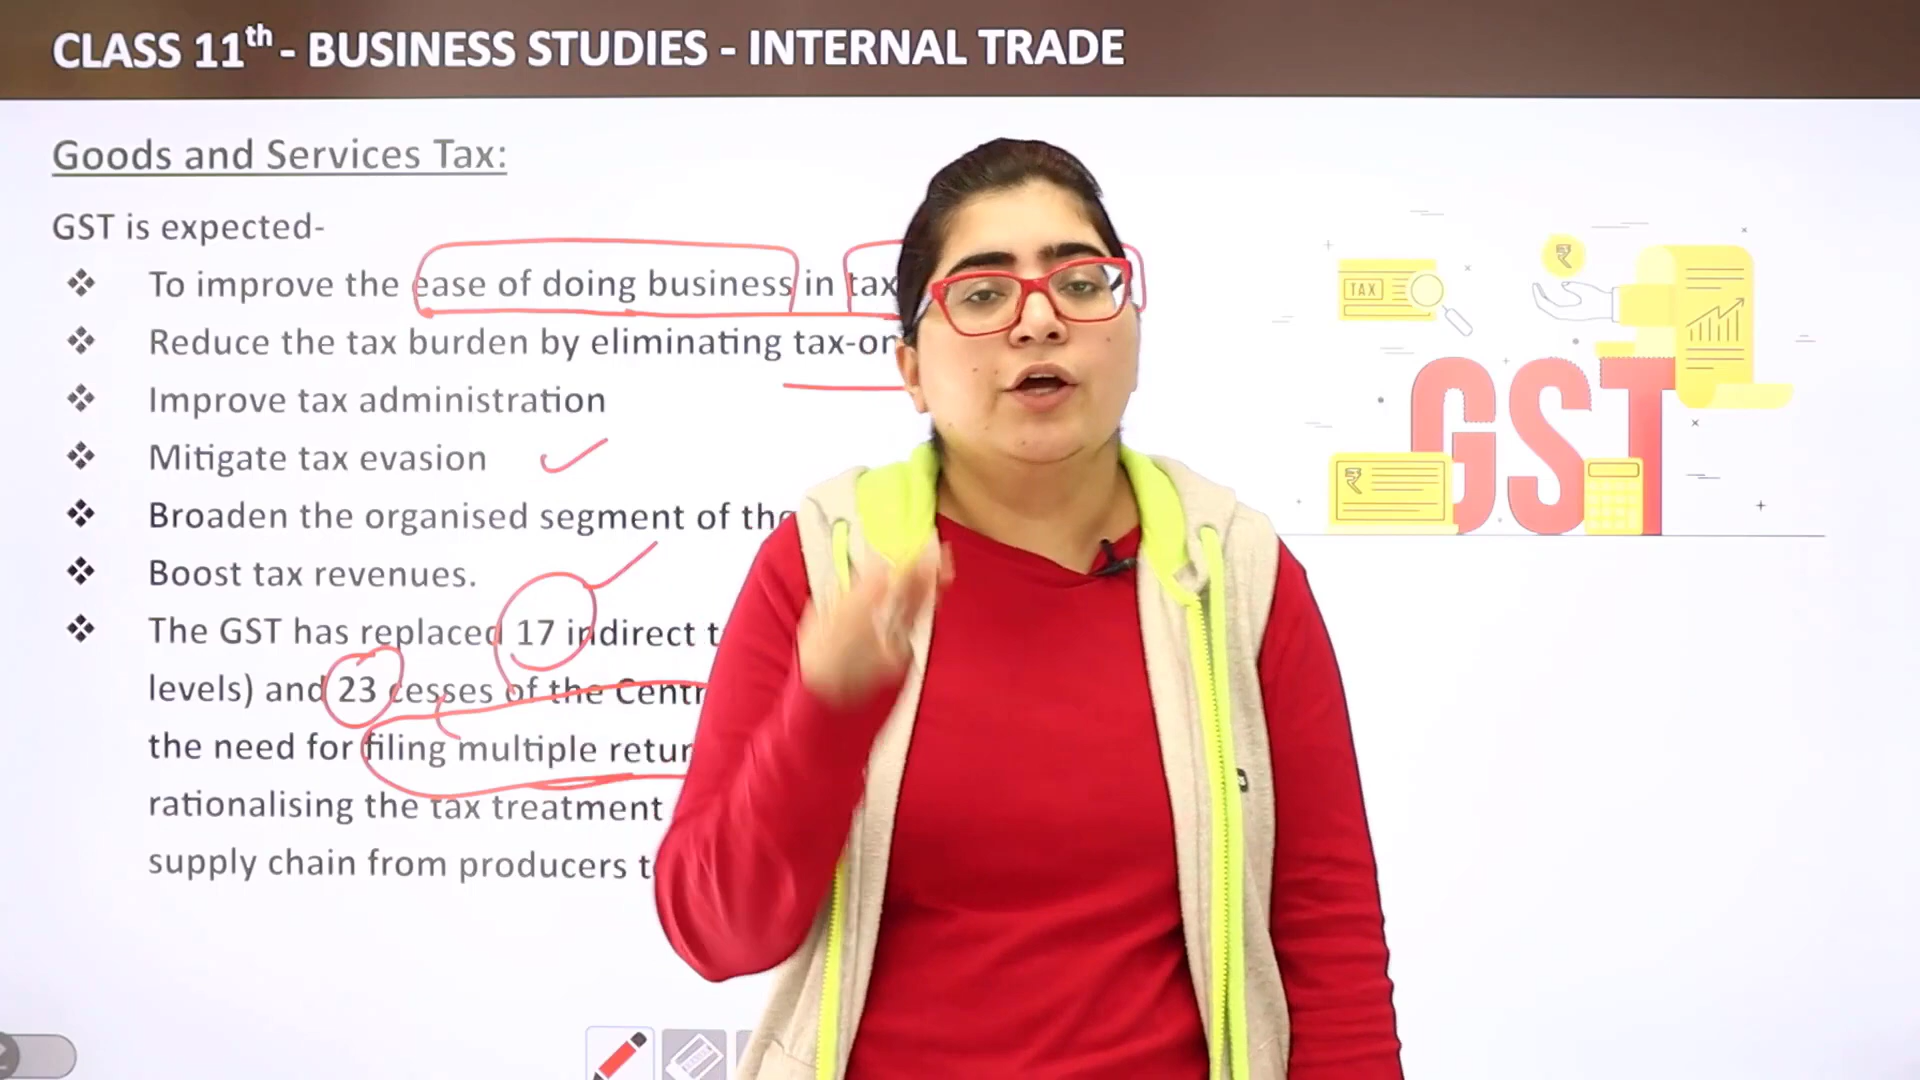 CLASS 11th - BUSINESS STUDIES - INTERNAL TRADE
Goods and Services Tax:
GST is expected-
To improve the ease of doing business in tax
Reduce the tax burden by eliminating tax-on
Improve tax administration
Mitigate tax evasion
Broaden the organised segment of the
Boost tax revenues.
The GST has replaced 17 indirect
levels) and 23 cesses of the
the need for filing multiple
rationalising the tax treatment
supply chain from producers
TAX
GST